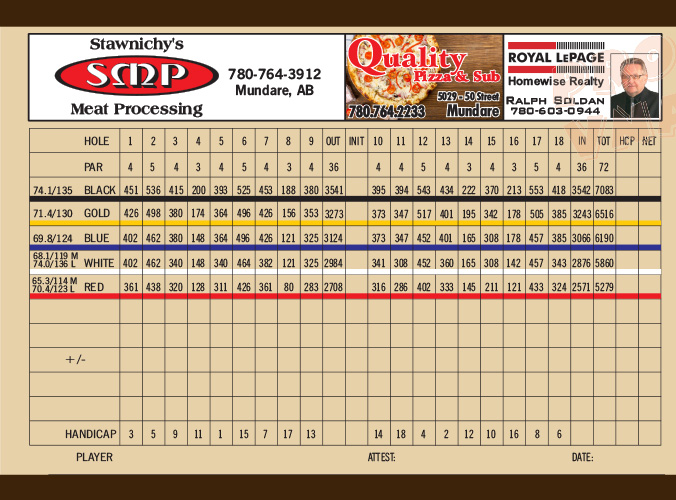 Stawnichy's
SMP
Meat Processing
780-764-3912
Mundare, AB
Quality
Pizza & Sub
5029 - 50 Street
780.764.2233 Mundare
ROYAL LEPAGE
Homewise Realty
RALPH SOLDAN
780-603-0944
HOLE 1 2 3 4 5 6 7 8 9 OUT INIT 10 11 12 13 14 15 16 17 18 IN TOT HCP NET
PAR 4 5 4 3 4 5 4 3 4 36 4 4 5 4 3 4 3 5 4 36 72
74.1/135 BLACK 451 536 415 200 393 525 453 188 380 3541 395 394 543 434 222 370 213 553 418 3542 7083
71.4/130 GOLD 426 498 380 174 364 496 426 156 353 3273 373 347 517 401 195 342 178 505 385 3243 6516
69.8/124 BLUE 402 462 380 148 364 496 426 121 325 3124 373 347 452 401 165 308 178 457 385 3066 6190
68.1/119 M
74.0/136 L WHITE 402 462 340 148 340 464 382 121 325 2984 341 308 452 360 165 308 142 457 343 2876 5860
65.3/114 M
70.4/123 L RED 361 438 320 128 311 426 361 80 283 2708 316 286 402 333 145 211 121 433 324 2571 5279
+/-
HANDICAP 3 5 9 11 1 15 7 17 13 14 18 4 2 12 10 16 8 6
PLAYER ATTEST: DATE: